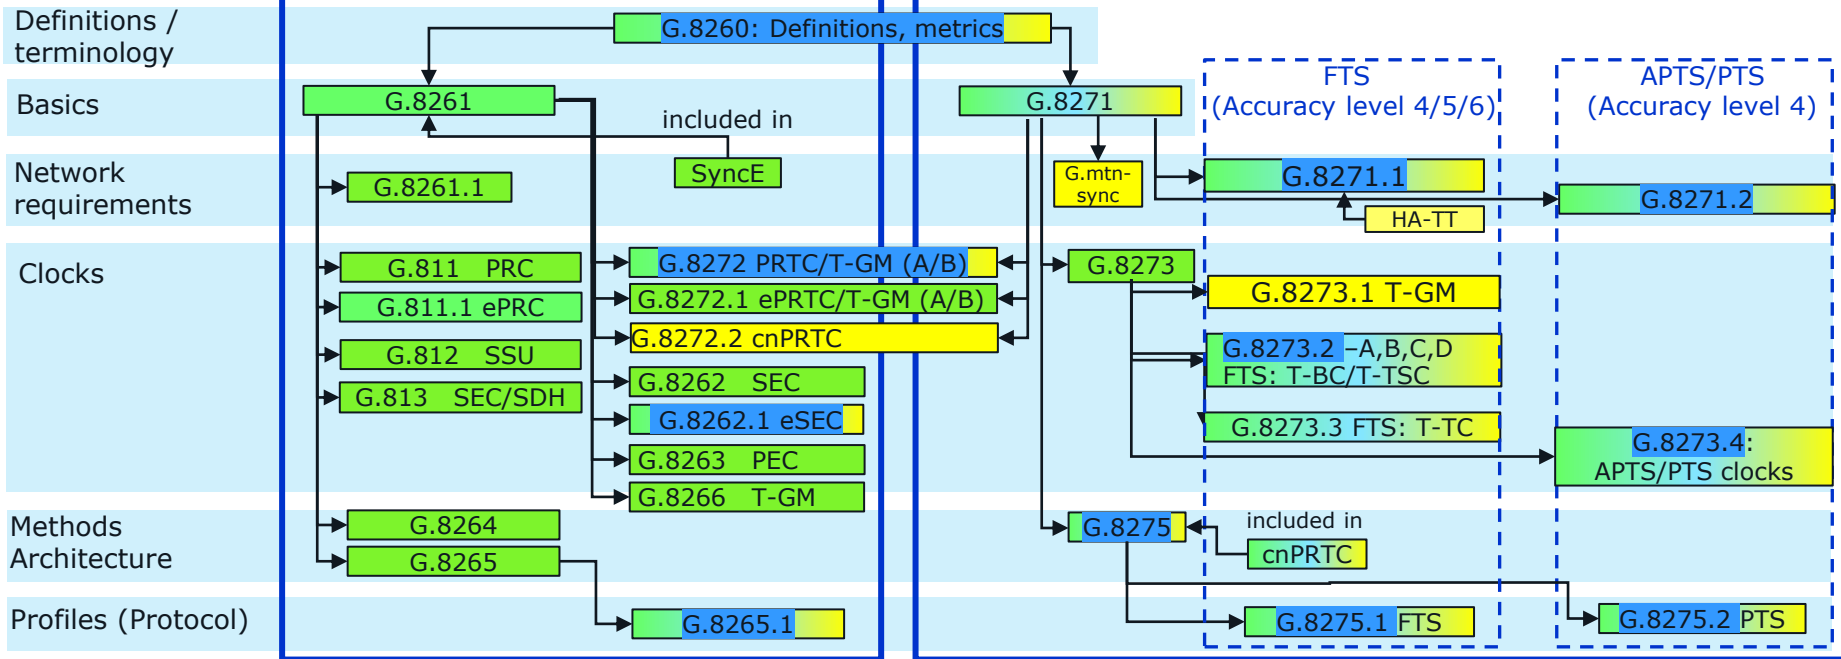 Definitions /
terminology
G.8260: Definitions, metrics
Basics
G.8261
included in
SyncE
G.8271
FTS
(Accuracy level 4/5/6)
APTS/PTS
(Accuracy level 4)
Network
requirements
G.8261.1
G.mtn-
sync
G.8271.1
HA-TT
G.8271.2
Clocks
G.811 PRC
G.811.1 ePRC
G.812 SSU
G.813 SEC/SDH
G.8272 PRTC/T-GM (A/B)
G.8272.1 ePRTC/T-GM (A/B)
G.8272.2 cnPRTC
G.8262 SEC
G.8262.1 eSEC
G.8263 PEC
G.8266 T-GM
G.8273
G.8273.1 T-GM
G.8273.2 –A,B,C,D
FTS: T-BC/T-TSC
G.8273.3 FTS: T-TC
G.8273.4:
APTS/PTS clocks
Methods
Architecture
G.8264
G.8265
G.8275
included in
cnPRTC
Profiles (Protocol)
G.8265.1
G.8275.1 FTS
G.8275.2 PTS